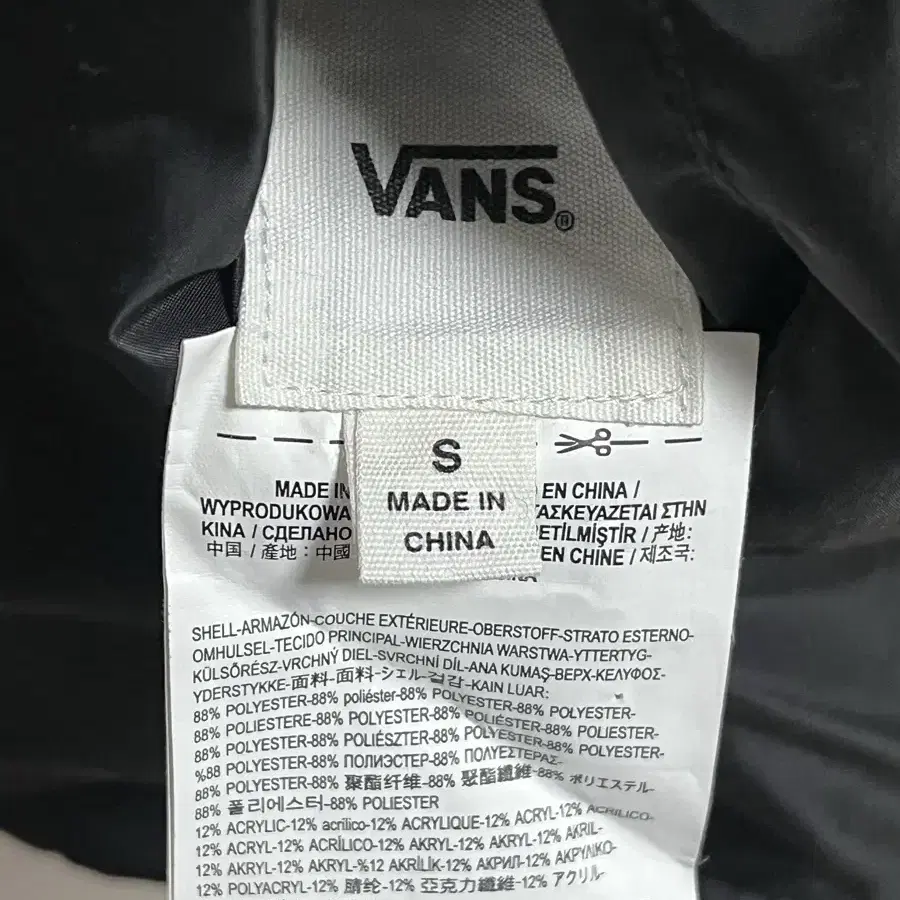 VANS®
S
MADE IN
CHINA
MADE IN EN CHINA /
WYPRODUKOWA ΤΑΣΚΕΥΑΖΕΤΑΙ ΣΤΗΝ
KINA / СДЕЛАНО ETİLMİŞTİR / 产地:
中国 / 產地: 中國 EN CHINE / 제조국:
SHELL-ARMAZÓN-COUCHE EXTÉRIEURE-OBERSTOFF-STRATO ESTERNO-
OMHULSEL-TECIDO PRINCIPAL-WIERZCHNIA WARSTWA-YTTERTYG-
KÜLSŐRÉSZ-VRCHNÝ DIEL-SVRCHNÍ DÍL-ANA KUMAŞ-ВЕРХ-ΚΕΛΥΦΟΣ-
YDERSTYKKE-面料-面料-シェル-겉감-KAIN LUAR:
88% POLYESTER-88% poliéster-88% POLYESTER-88% POLYESTER-
88% POLIESTERE-88% POLYESTER-88% POLIÉSTER-88% POLIESTER-
88% POLYESTER-88% POLIÉSZTER-88% POLYESTER-88% POLYESTER-
%88 POLYESTER-88% ПОЛИЭСТЕР-88% ΠΟΛΥΕΣΤΕΡΑΣ-
88% POLYESTER-88% 聚酯纤维-88% 聚酯纖維-88% ポリエステル-
88% 폴리에스터-88% POLIESTER
12% ACRYLIC-12% acrílico-12% ACRYLIQUE-12% ACRYL-12% ACRILICO-
12% ACRYL-12% ACRÍLICO-12% AKRYL-12% AKRYL-12% AKRIL-
12% AKRYL-12% AKRYL-%12 AKRİLİK-12% АКРИЛ-12% ΑΚΡΥΛΙΚΟ-
12% POLYACRYL-12% 腈纶-12% 亞克力纖維-12% アクリル-